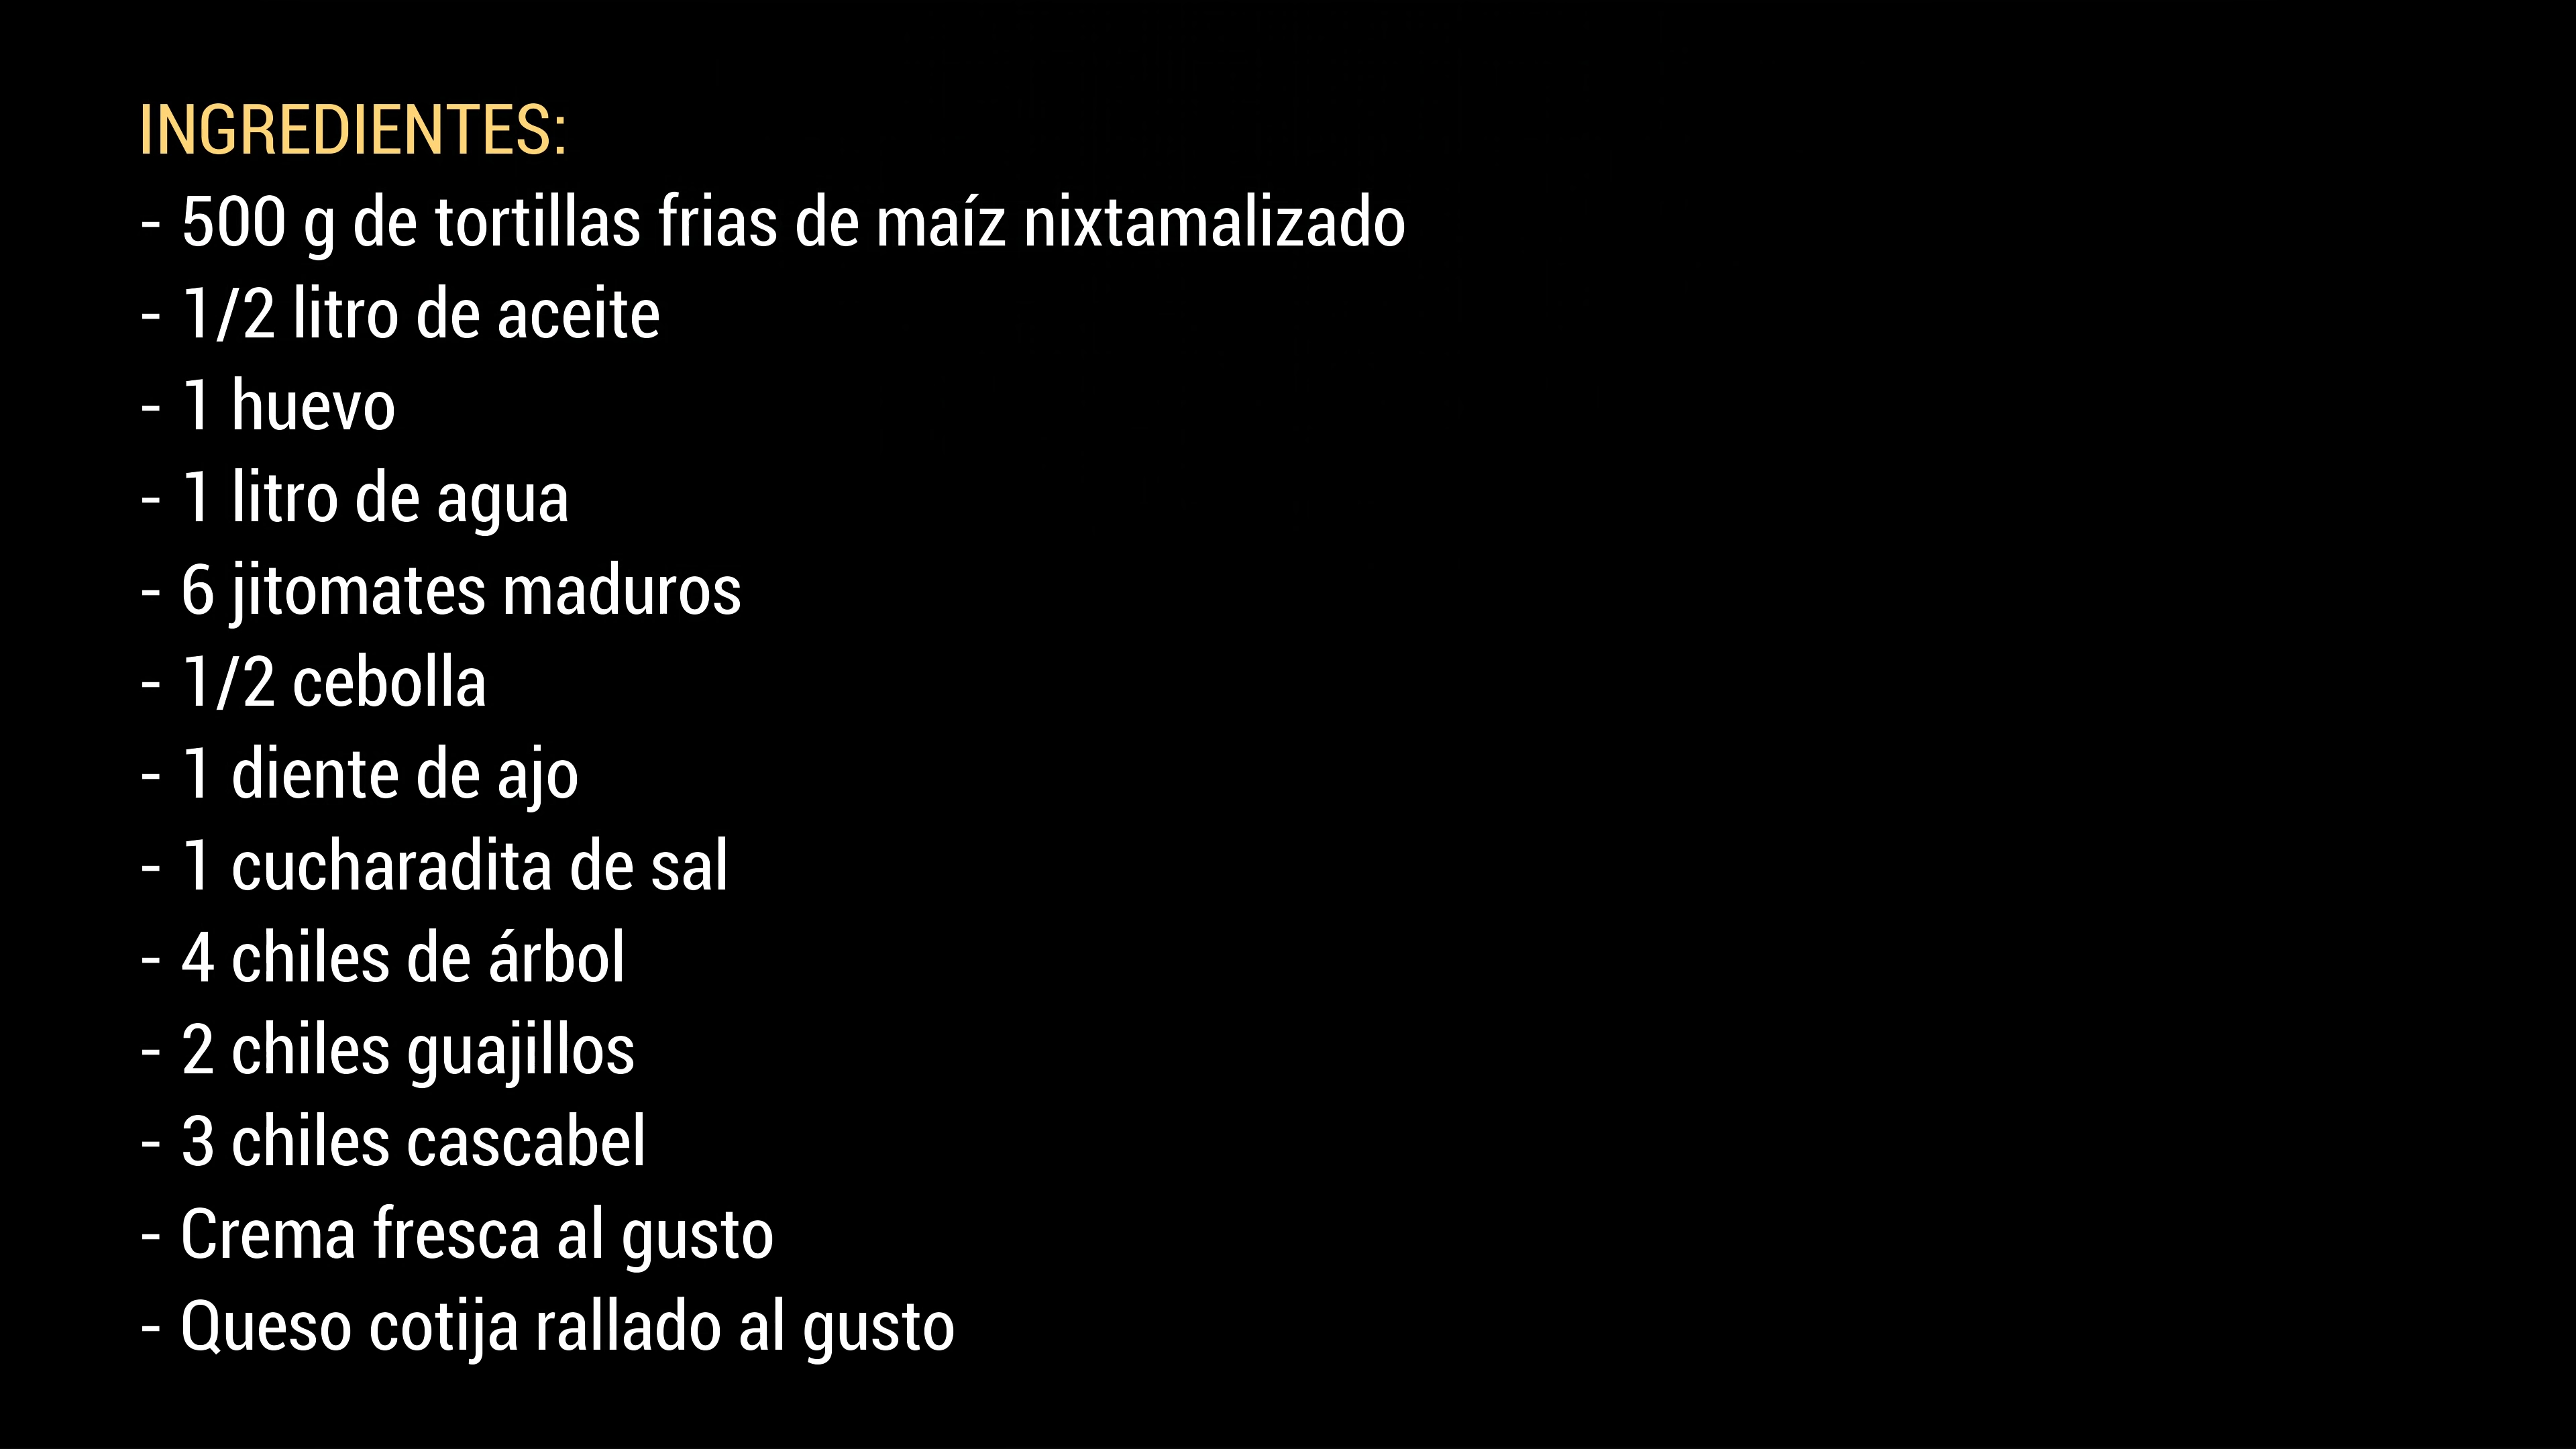 INGREDIENTES:
- 500 g de tortillas frias de maíz nixtamalizado
- 1/2 litro de aceite
- 1 huevo
- 1 litro de agua
- 6 jitomates maduros
- 1/2 cebolla
- 1 diente de ajo
- 1 cucharadita de sal
- 4 chiles de árbol
- 2 chiles guajillos
- 3 chiles cascabel
- Crema fresca al gusto
- Queso cotija rallado al gusto